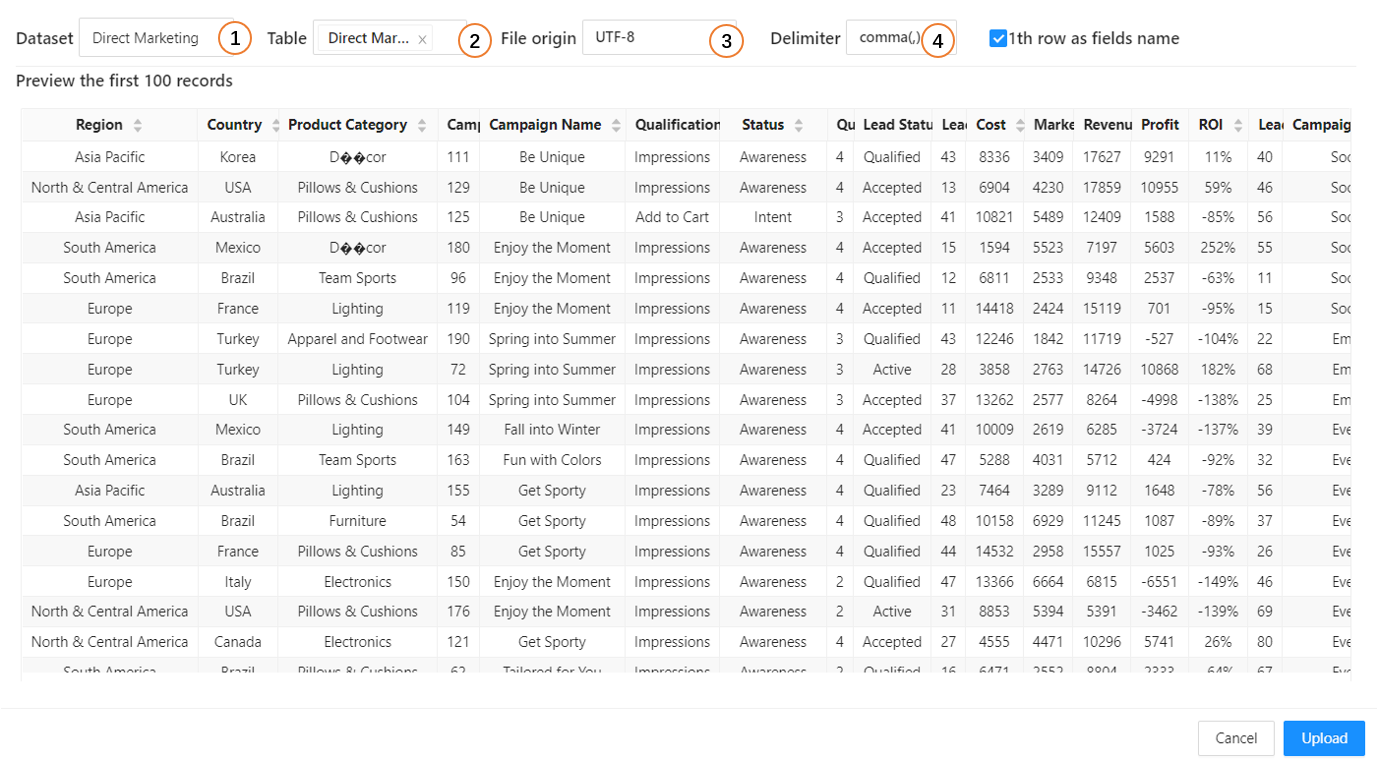 Dataset Direct Marketing 1 Table Direct Mar... × 2 File origin UTF-8 3 Delimiter comma(,) 4 1th row as fields name
Preview the first 100 records
Region Country Product Category Camp Campaign Name Qualification Status Qu Lead Statu Lead Cost Marke Revenu Profit ROI Lea Campaig
Asia Pacific Korea D��cor 111 Be Unique Impressions Awareness 4 Qualified 43 8336 3409 17627 9291 11% 40 Soc
North & Central America USA Pillows & Cushions 129 Be Unique Impressions Awareness 4 Accepted 13 6904 4230 17859 10955 59% 46 Soc
Asia Pacific Australia Pillows & Cushions 125 Be Unique Add to Cart Intent 3 Accepted 41 10821 5489 12409 1588 -85% 56 Soc
South America Mexico D��cor 180 Enjoy the Moment Impressions Awareness 4 Accepted 15 1594 5523 7197 5603 252% 55 Soc
South America Brazil Team Sports 96 Enjoy the Moment Impressions Awareness 4 Qualified 12 6811 2533 9348 2537 -63% 11 Soc
Europe France Lighting 119 Enjoy the Moment Impressions Awareness 4 Accepted 11 14418 2424 15119 701 -95% 15 Soc
Europe Turkey Apparel and Footwear 190 Spring into Summer Impressions Awareness 3 Qualified 43 12246 1842 11719 -527 -104% 22 Em
Europe Turkey Lighting 72 Spring into Summer Impressions Awareness 3 Active 28 3858 2763 14726 10868 182% 68 Em
Europe UK Pillows & Cushions 104 Spring into Summer Impressions Awareness 3 Accepted 37 13262 2577 8264 -4998 -138% 25 Em
South America Mexico Lighting 149 Fall into Winter Impressions Awareness 4 Accepted 41 10009 2619 6285 -3724 -137% 39 Eve
South America Brazil Team Sports 163 Fun with Colors Impressions Awareness 4 Qualified 47 5288 4031 5712 424 -92% 32 Eve
Asia Pacific Australia Lighting 155 Get Sporty Impressions Awareness 4 Qualified 23 7464 3289 9112 1648 -78% 56 Eve
South America Brazil Furniture 54 Get Sporty Impressions Awareness 4 Qualified 48 10158 6929 11245 1087 -89% 37 Eve
Europe France Pillows & Cushions 85 Get Sporty Impressions Awareness 4 Qualified 44 14532 2958 15557 1025 -93% 26 Eve
Europe Italy Electronics 150 Enjoy the Moment Impressions Awareness 2 Qualified 47 13366 6664 6815 -6551 -149% 46 Eve
North & Central America USA Pillows & Cushions 176 Enjoy the Moment Impressions Awareness 2 Active 31 8853 5394 5391 -3462 -139% 69 Eve
North & Central America Canada Electronics 121 Get Sporty Impressions Awareness 4 Accepted 27 4555 4471 10296 5741 26% 80 Eve
South America Brazil Pillows & Cushions 62 Tailored for You Impressions Awareness 2 Qualified 16 6471 2552 8804 2333 -64% 67 Eve
Cancel Upload